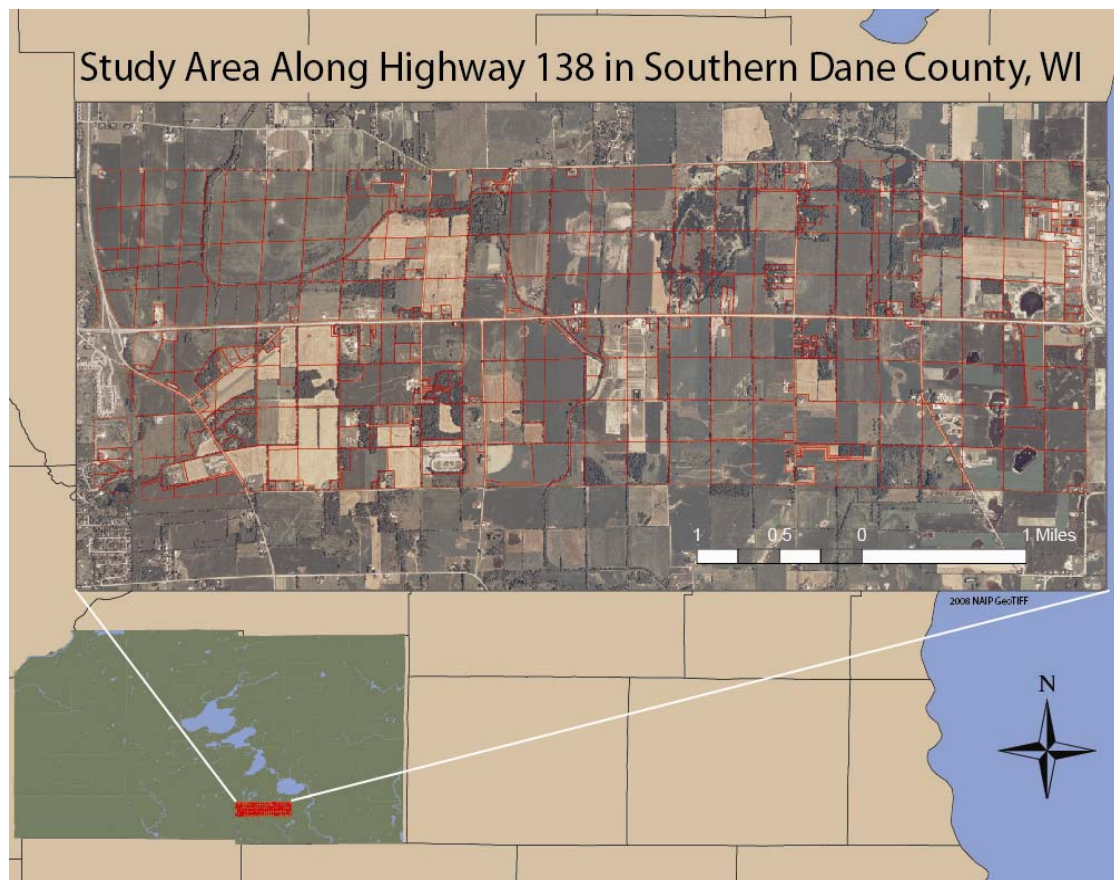 Study Area Along Highway 138 in Southern Dane County, WI
1 0.5 0 1 Miles
2008 NAIP GeoTIFF
N